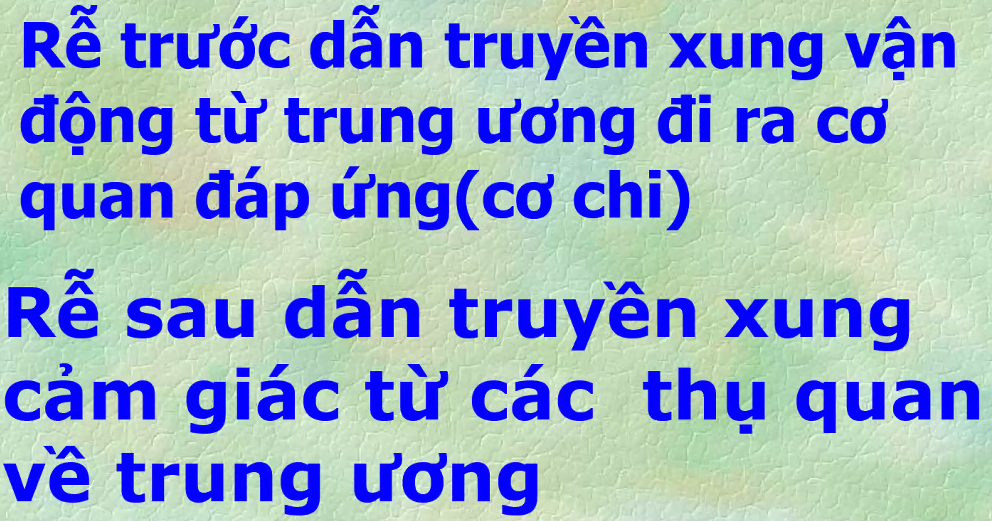 Rễ trước dẫn truyền xung vận
động từ trung ương đi ra cơ
quan đáp ứng(cơ chi)
Rễ sau dẫn truyền xung
cảm giác từ các  thụ quan
về trung ương